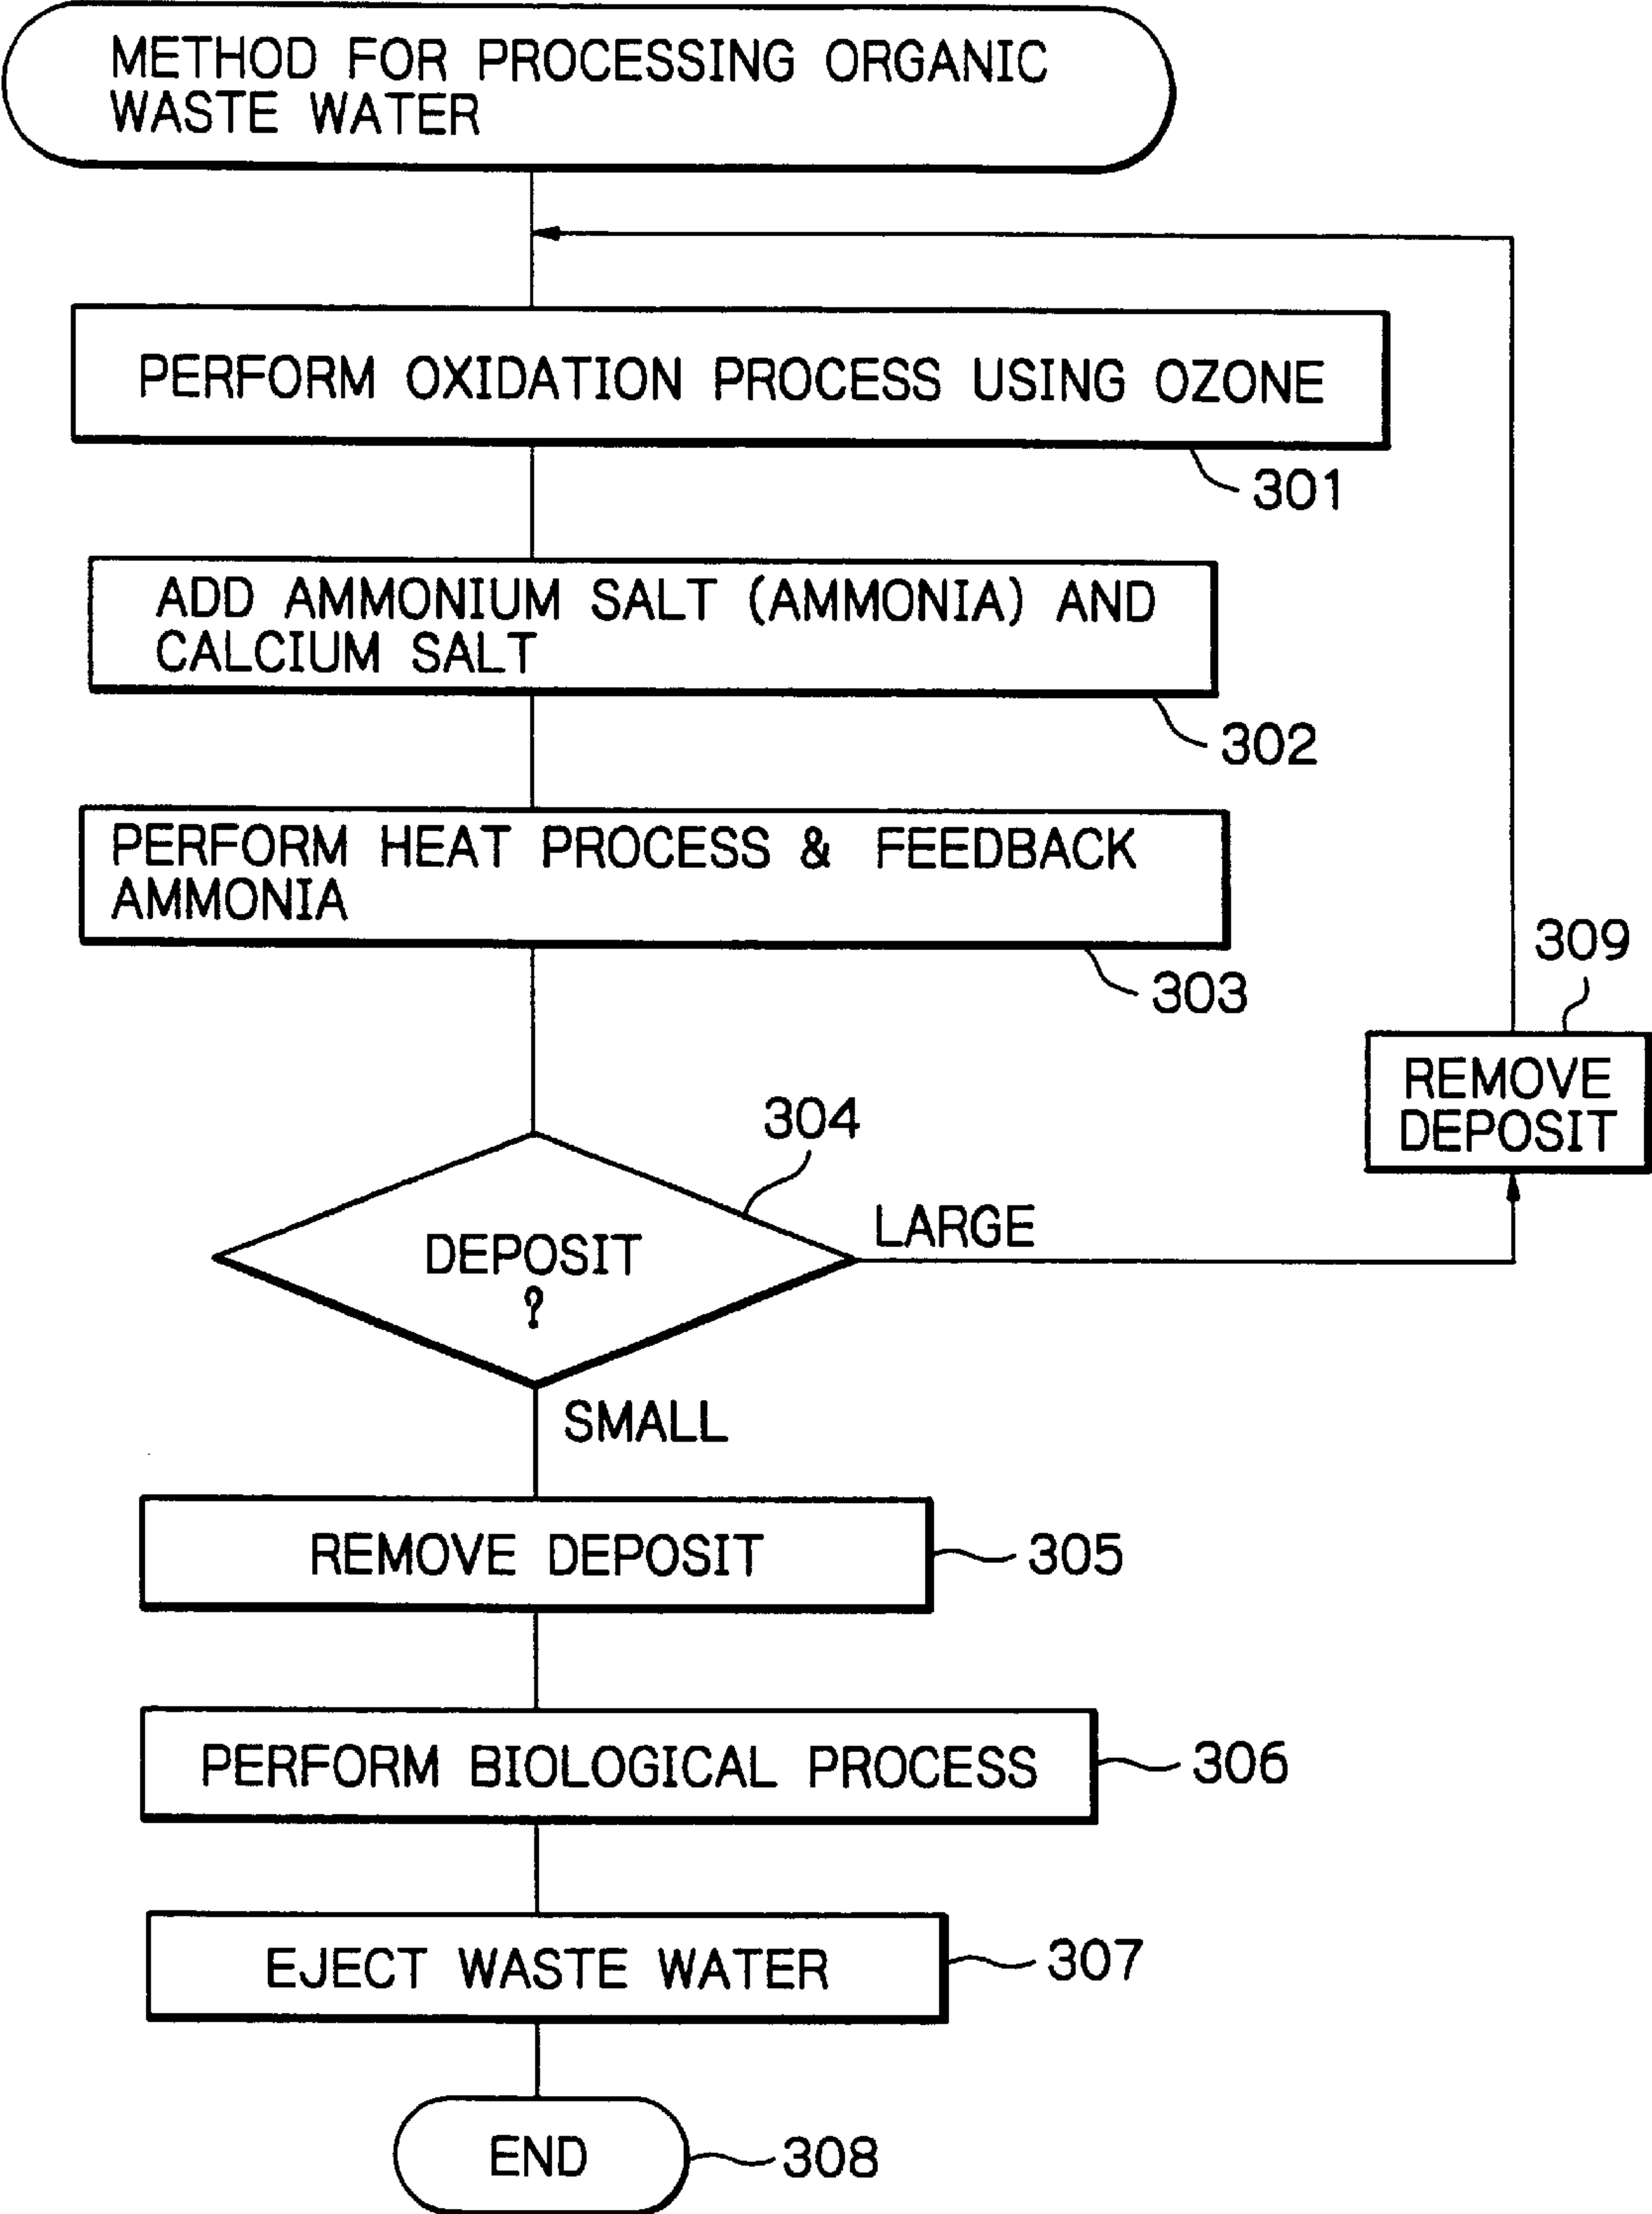 METHOD FOR PROCESSING ORGANIC
WASTE WATER
PERFORM OXIDATION PROCESS USING OZONE
301
ADD AMMONIUM SALT (AMMONIA) AND
CALCIUM SALT
302
PERFORM HEAT PROCESS & FEEDBACK
AMMONIA
303
309
REMOVE
DEPOSIT
304
DEPOSIT
?
LARGE
SMALL
REMOVE DEPOSIT
305
PERFORM BIOLOGICAL PROCESS
306
EJECT WASTE WATER
307
END
308